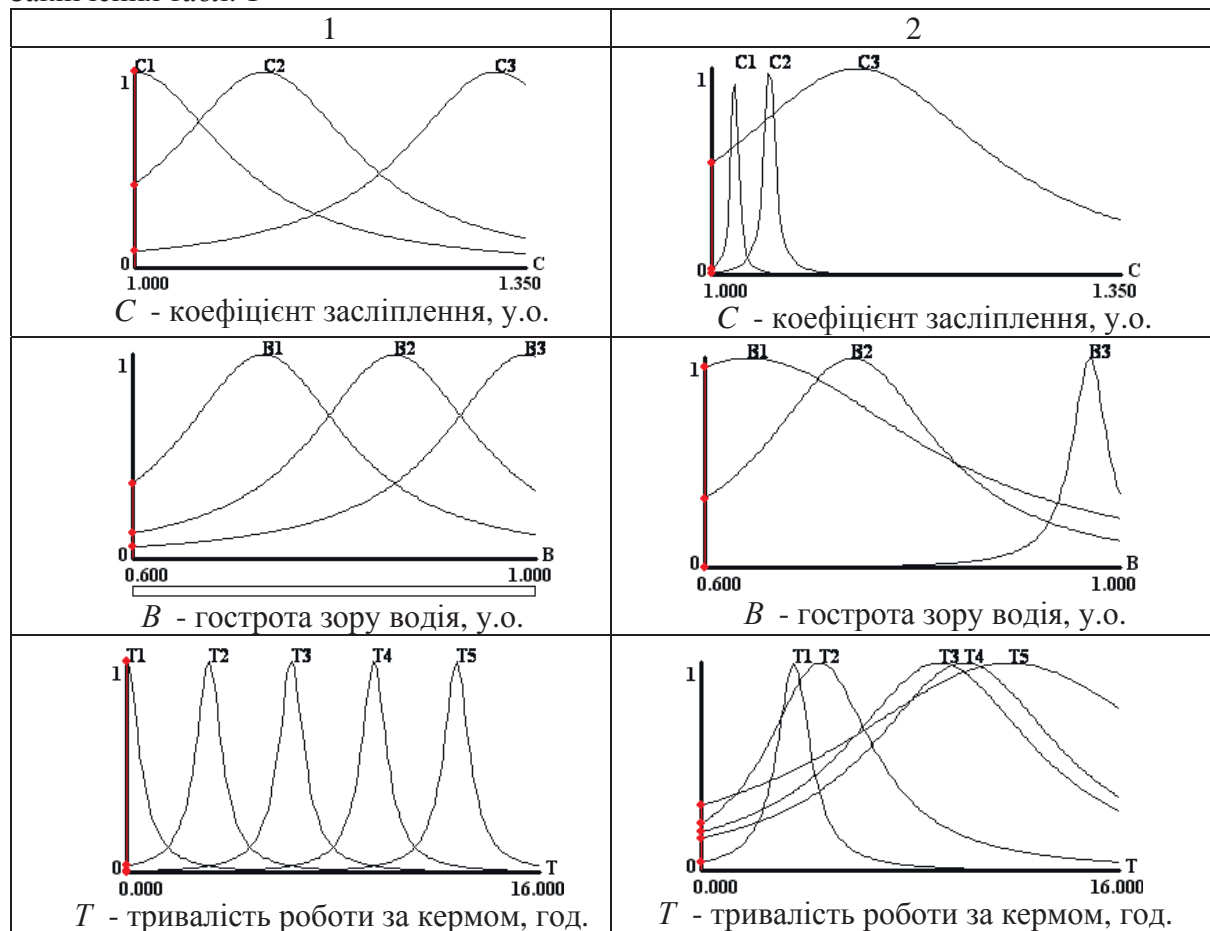 1 2
C1 C2 C3
1
0 C
1.000 1.350
C - коефіцієнт засліплення, у.о.
C1 C2 C3
1
0 C
1.000 1.350
C - коефіцієнт засліплення, у.о.
B1 B2 B3
1
0 B
0.600 1.000
B - гострота зору водія, у.о.
B1 B2 B3
1
0 B
0.600 1.000
B - гострота зору водія, у.о.
T1 T2 T3 T4 T5
1
0 T
0.000 16.000
T - тривалість роботи за кермом, год.
T1 T2 T3 T4 T5
1
0 T
0.000 16.000
T - тривалість роботи за кермом, год.